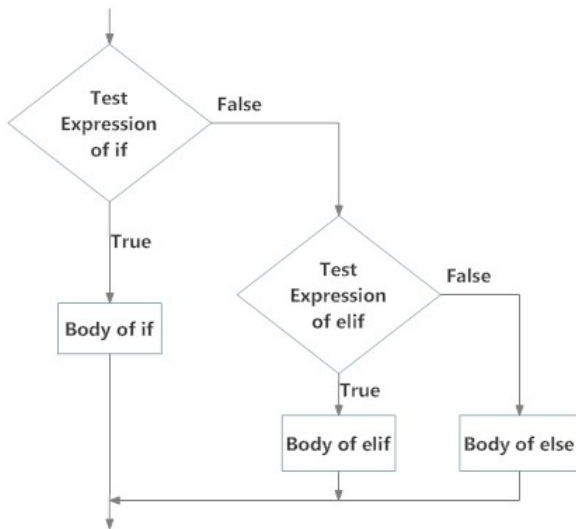 Test
Expression
of if
False
True
Test
Expression
of elif
False
Body of if
True
Body of elif
Body of else